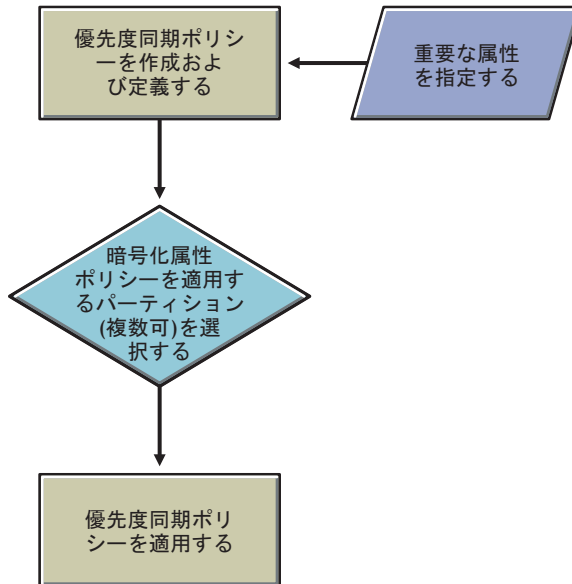 優先度同期ポリシ
ーを作成およ
び定義する
重要な属性
を指定する
暗号化属性
ポリシーを適用す
るパーティション
(複数可)を選
択する
優先度同期ポリ
シーを適用する